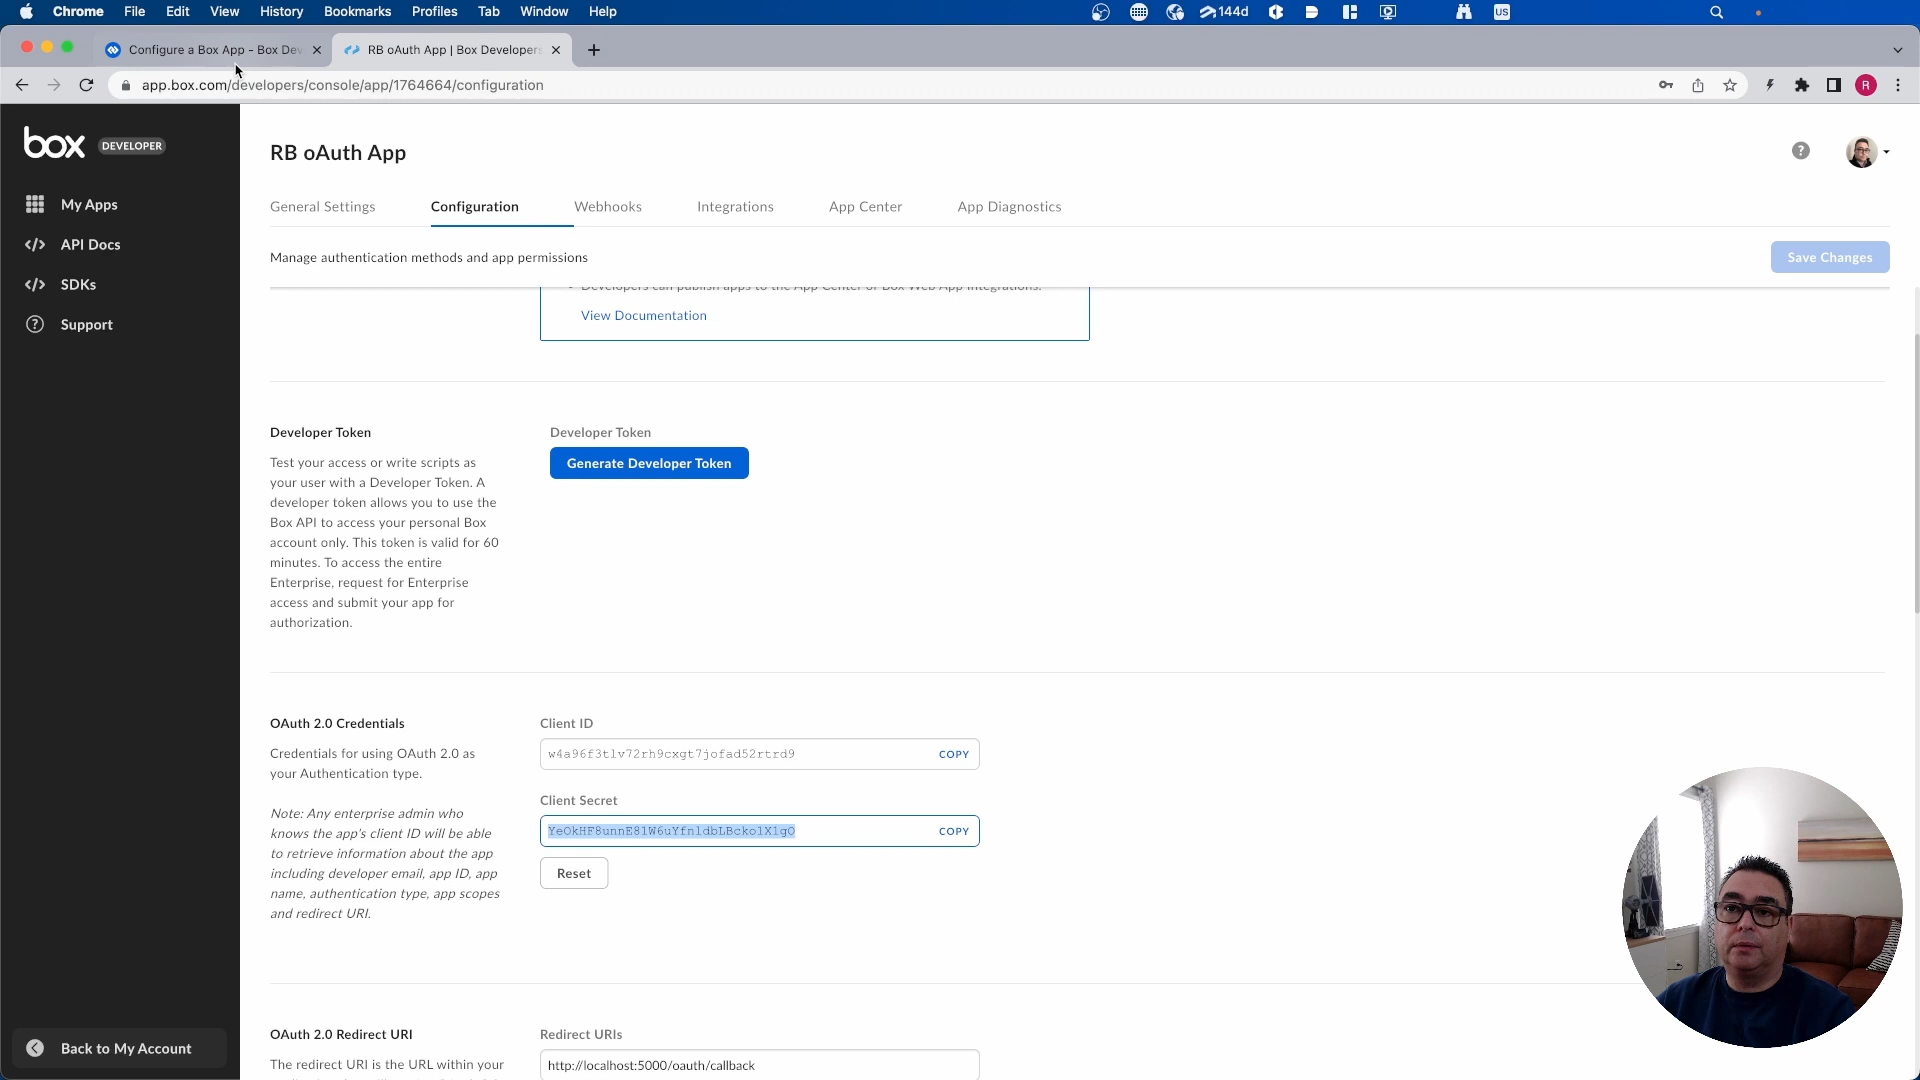 Chrome File Edit View History Bookmarks Profiles Tab Window Help 144d US
Configure a Box App - Box Dev RB oAuth App | Box Developers
app.box.com/developers/console/app/1764664/configuration R
box DEVELOPER
My Apps
API Docs
SDKs
Support
Back to My Account
RB oAuth App
General Settings Configuration Webhooks Integrations App Center App Diagnostics
Manage authentication methods and app permissions Save Changes
Developers can publish apps to the App Center or Box Web App Integrations.
View Documentation
Developer Token
Test your access or write scripts as
your user with a Developer Token. A
developer token allows you to use the
Box API to access your personal Box
account only. This token is valid for 60
minutes. To access the entire
Enterprise, request for Enterprise
access and submit your app for
authorization.
Developer Token
Generate Developer Token
OAuth 2.0 Credentials
Credentials for using OAuth 2.0 as
your Authentication type.
Note: Any enterprise admin who
knows the app's client ID will be able
to retrieve information about the app
including developer email, app ID, app
name, authentication type, app scopes
and redirect URI.
Client ID
w4a96f3tlv72rh9cxgt7jofad52rtrd9 COPY
Client Secret
YeOkHF8unnE81W6uYfnldbLBcko1X1gO COPY
Reset
OAuth 2.0 Redirect URI
The redirect URI is the URL within your
Redirect URIs
http://localhost:5000/oauth/callback